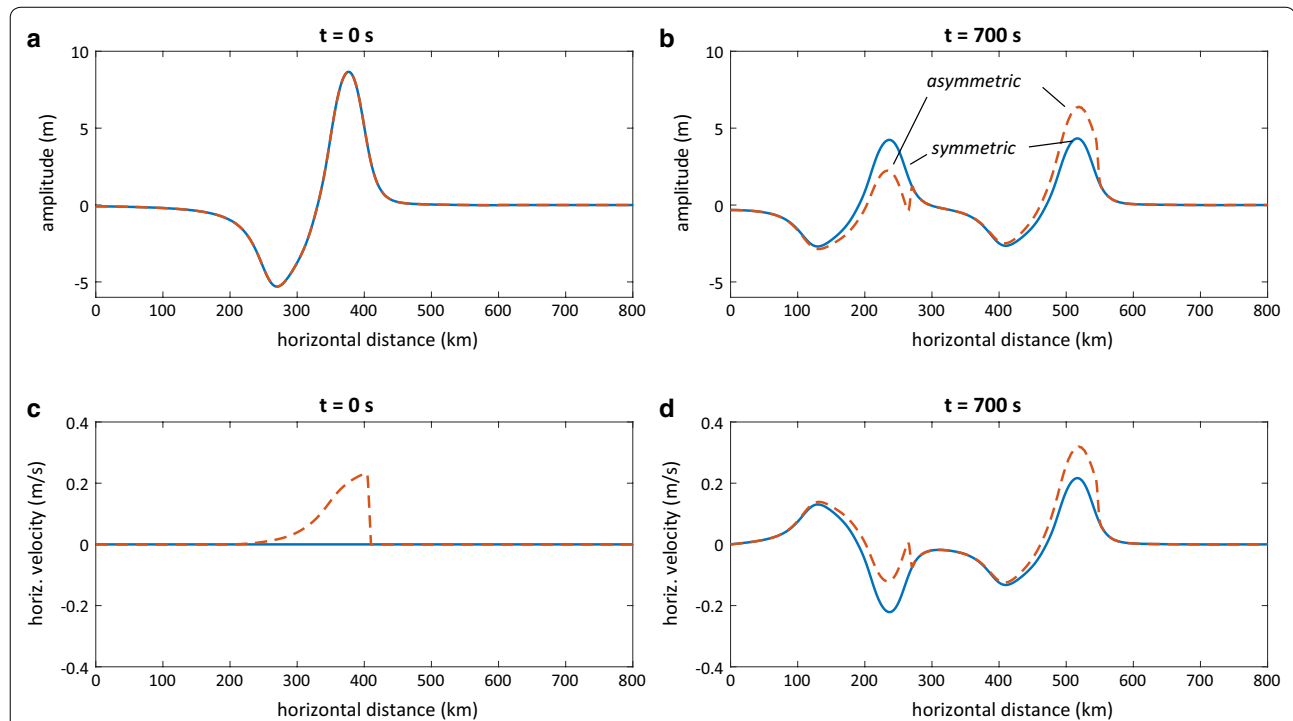 a
t = 0 s
10
5
0
-5
amplitude (m)
0 100 200 300 400 500 600 700 800
horizontal distance (km)
b
t = 700 s
10
5
0
-5
amplitude (m)
asymmetric
symmetric
0 100 200 300 400 500 600 700 800
horizontal distance (km)
c
t = 0 s
0.4
0.2
0
-0.2
-0.4
horiz. velocity (m/s)
0 100 200 300 400 500 600 700 800
horizontal distance (km)
d
t = 700 s
0.4
0.2
0
-0.2
-0.4
horiz. velocity (m/s)
0 100 200 300 400 500 600 700 800
horizontal distance (km)